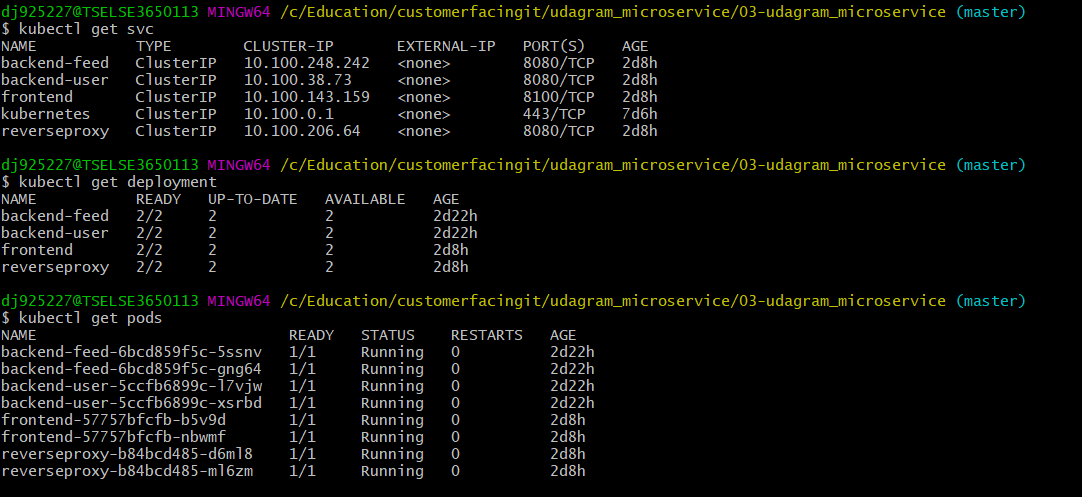 dj925227@TSELSE3650113 MINGW64 /c/Education/customerfacingit/udagram_microservice/03-udagram_microservice (master)
$ kubectl get svc
NAME           TYPE        CLUSTER-IP       EXTERNAL-IP   PORT(S)    AGE
backend-feed   ClusterIP   10.100.248.242   <none>        8080/TCP   2d8h
backend-user   ClusterIP   10.100.38.73     <none>        8080/TCP   2d8h
frontend       ClusterIP   10.100.143.159   <none>        8100/TCP   2d8h
kubernetes     ClusterIP   10.100.0.1       <none>        443/TCP    7d6h
reverseproxy   ClusterIP   10.100.206.64    <none>        8080/TCP   2d8h
dj925227@TSELSE3650113 MINGW64 /c/Education/customerfacingit/udagram_microservice/03-udagram_microservice (master)
$ kubectl get deployment
NAME           READY   UP-TO-DATE   AVAILABLE   AGE
backend-feed   2/2     2            2           2d22h
backend-user   2/2     2            2           2d22h
frontend       2/2     2            2           2d8h
reverseproxy   2/2     2            2           2d8h
dj925227@TSELSE3650113 MINGW64 /c/Education/customerfacingit/udagram_microservice/03-udagram_microservice (master)
$ kubectl get pods
NAME                            READY   STATUS    RESTARTS   AGE
backend-feed-6bcd859f5c-5ssnv   1/1     Running   0          2d22h
backend-feed-6bcd859f5c-gng64   1/1     Running   0          2d22h
backend-user-5ccfb6899c-l7vjw   1/1     Running   0          2d22h
backend-user-5ccfb6899c-xsrbd   1/1     Running   0          2d22h
frontend-57757bfcfb-b5v9d       1/1     Running   0          2d8h
frontend-57757bfcfb-nbwmf       1/1     Running   0          2d8h
reverseproxy-b84bcd485-d6ml8    1/1     Running   0          2d8h
reverseproxy-b84bcd485-ml6zm    1/1     Running   0          2d8h